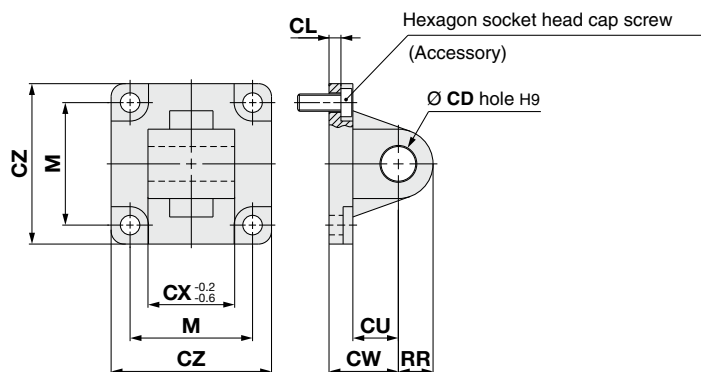 CL
Hexagon socket head cap screw
(Accessory)
Ø CD hole H9
CZ
M
CX -0.2 -0.6
M
CZ
CU
CW
RR